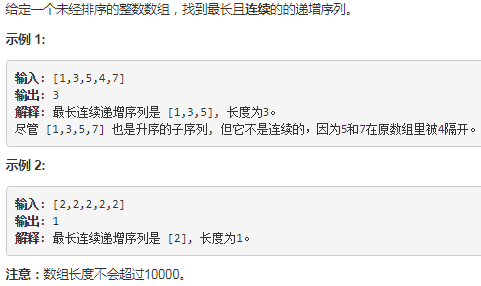 给定一个未经排序的整数数组，找到最长且连续的的递增序列。
示例 1:
输入: [1,3,5,4,7]
输出: 3
解释: 最长连续递增序列是 [1,3,5], 长度为3。
尽管 [1,3,5,7] 也是升序的子序列, 但它不是连续的，因为5和7在原数组里被4隔开。
示例 2:
输入: [2,2,2,2,2]
输出: 1
解释: 最长连续递增序列是 [2], 长度为1。
注意：数组长度不会超过10000。